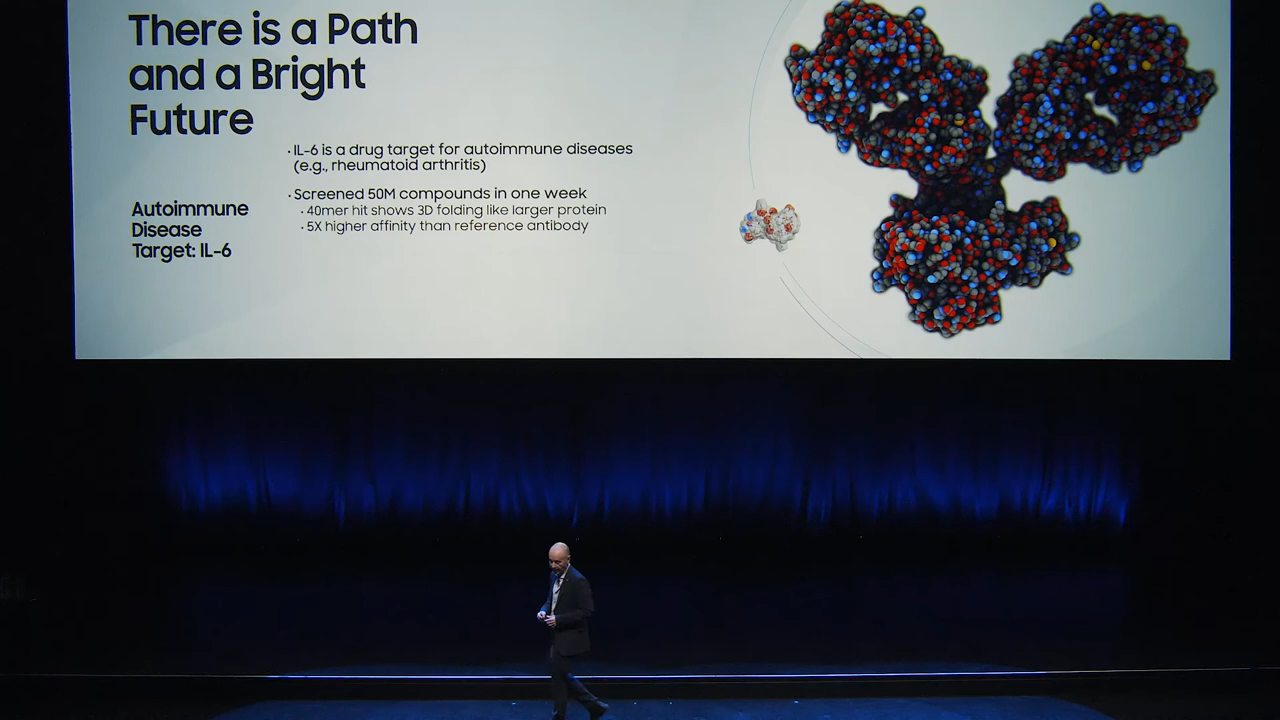 There is a Path
and a Bright
Future
· IL-6 is a drug target for autoimmune diseases
(e.g., rheumatoid arthritis)
· Screened 50M compounds in one week
· 40mer hit shows 3D folding like larger protein
· 5X higher affinity than reference antibody
Autoimmune
Disease
Target: IL-6